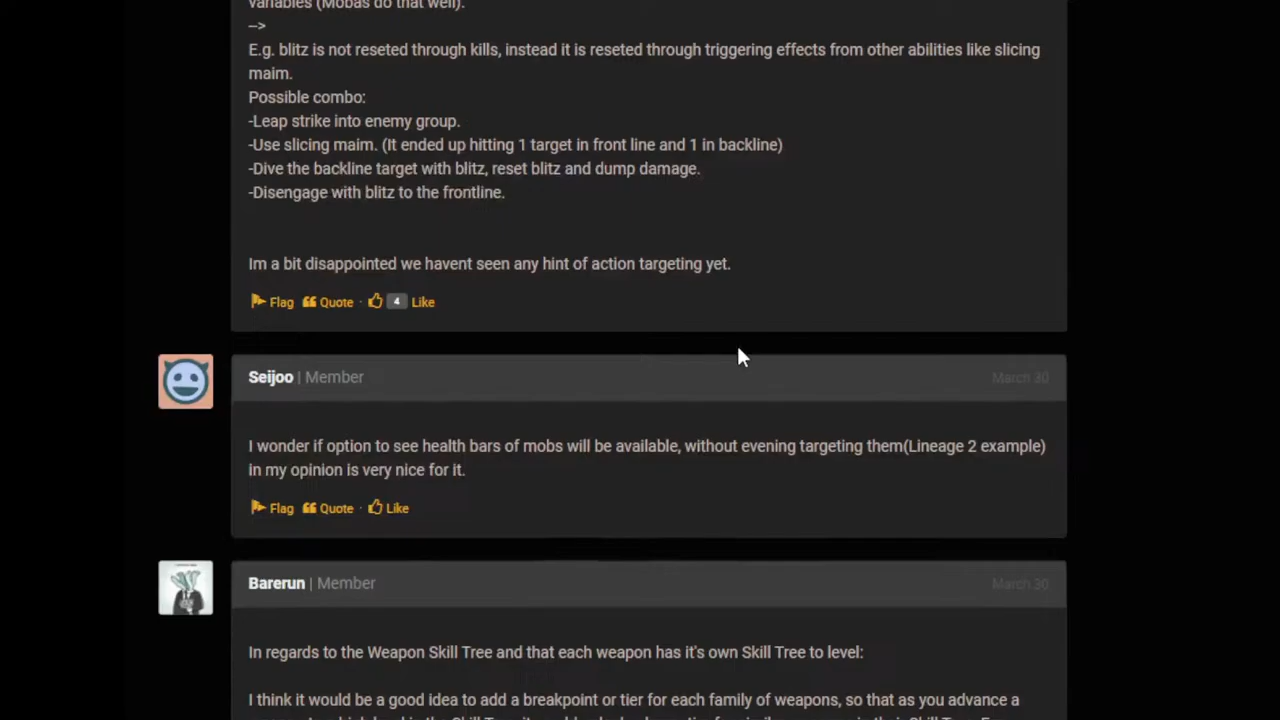 variables (Mobas do that well).
-->
E.g. blitz is not reseted through kills, instead it is reseted through triggering effects from other abilities like slicing
maim.
Possible combo:
-Leap strike into enemy group.
-Use slicing maim. (It ended up hitting 1 target in front line and 1 in backline)
-Dive the backline target with blitz, reset blitz and dump damage.
-Disengage with blitz to the frontline.
Im a bit disappointed we havent seen any hint of action targeting yet.
Flag Quote · 4 Like
Seijoo | Member March 30
I wonder if option to see health bars of mobs will be available, without evening targeting them(Lineage 2 example)
in my opinion is very nice for it.
Flag Quote · Like
Barerun | Member March 30
In regards to the Weapon Skill Tree and that each weapon has it's own Skill Tree to level:
I think it would be a good idea to add a breakpoint or tier for each family of weapons, so that as you advance a